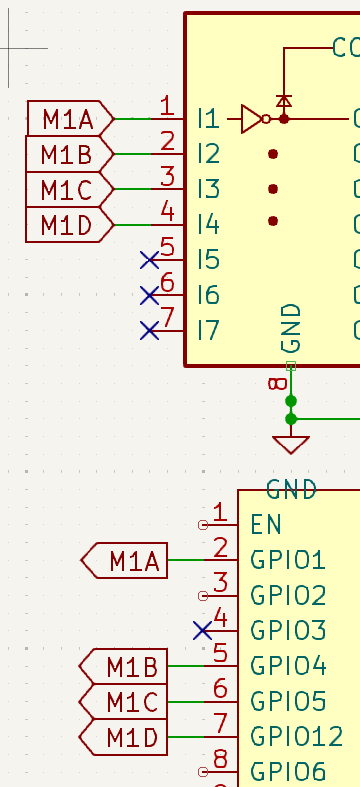 CO
M1A 1 I1
M1B 2 I2
M1C 3 I3
M1D 4 I4
5 I5
6 I6
7 I7
GND
8
GND
1 EN
M1A 2 GPIO1
3 GPIO2
4 GPIO3
M1B 5 GPIO4
M1C 6 GPIO5
M1D 7 GPIO12
8 GPIO6